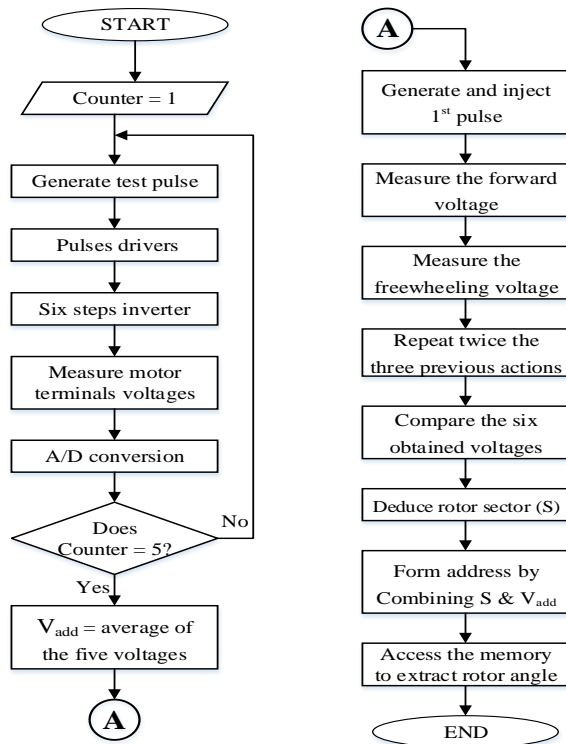 START
Counter = 1
Generate test pulse
Pulses drivers
Six steps inverter
Measure motor
terminals voltages
A/D conversion
Does
Counter = 5?
No
Yes
Vadd = average of
the five voltages
A
A
Generate and inject
1st pulse
Measure the forward
voltage
Measure the
freewheeling voltage
Repeat twice the
three previous actions
Compare the six
obtained voltages
Deduce rotor sector (S)
Form address by
Combining S & Vadd
Access the memory
to extract rotor angle
END